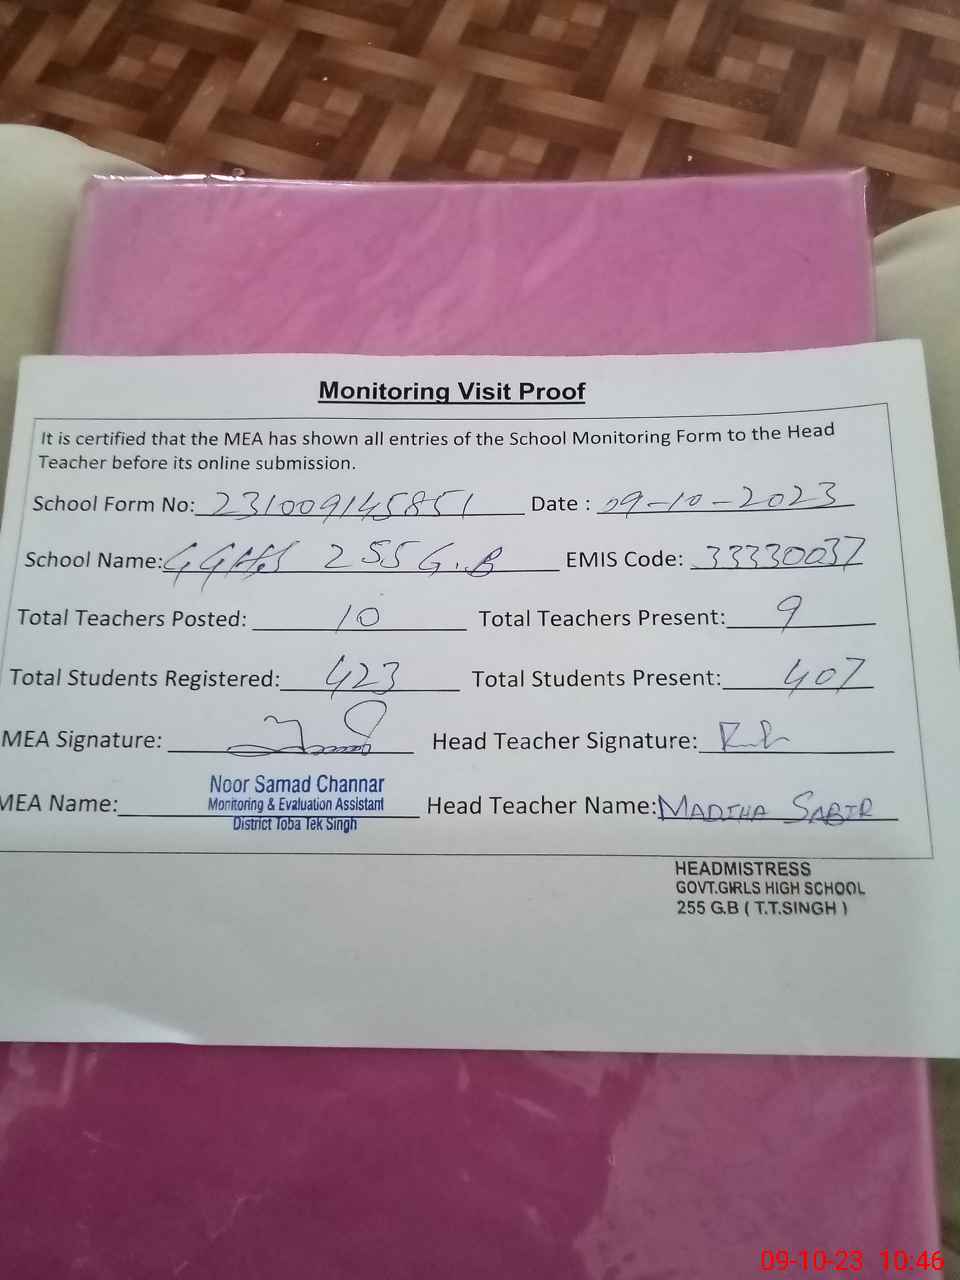 Monitoring Visit Proof
It is certified that the MEA has shown all entries of the School Monitoring Form to the Head
Teacher before its online submission.
School Form No: 231009145851 Date : 09-10-2023
School Name: GGHS 255 G.B EMIS Code: 33330037
Total Teachers Posted: 10 Total Teachers Present: 9
Total Students Registered: 423 Total Students Present: 407
MEA Signature: Head Teacher Signature:
MEA Name: Noor Samad Channar Head Teacher Name: MADIHA SABIR
Monitoring & Evaluation Assistant
District Toba Tek Singh
HEADMISTRESS
GOVT.GIRLS HIGH SCHOOL
255 G.B ( T.T.SINGH )
09-10-23 10:46